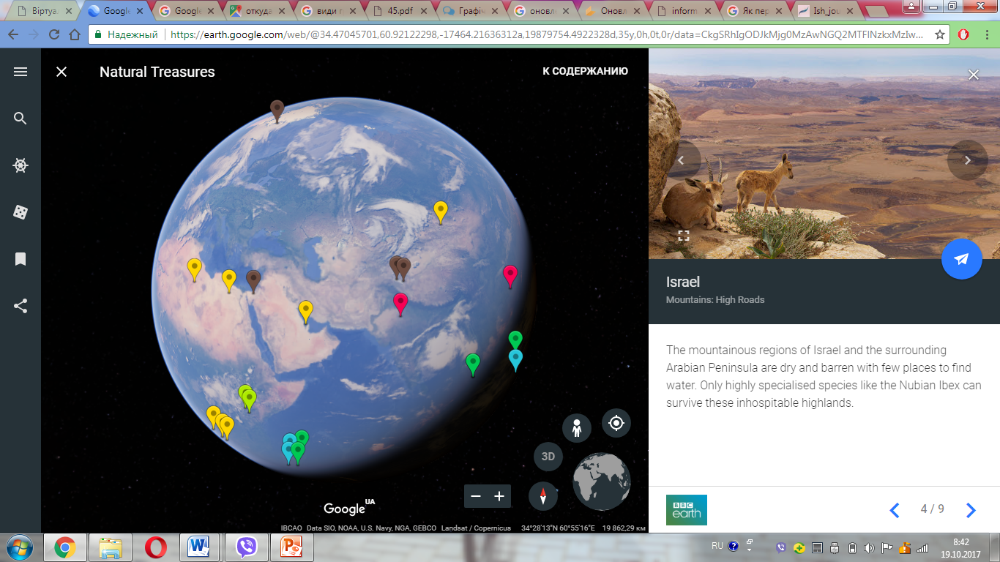 Віртуал
Google
Google
откуда
види г
45.pdf
Графіч
оновле
Оновл
inform
Як пер
Ish_jou
Надежный
https://earth.google.com/web/@34.47045701,60.92122298,-17464.21636312a,19879754.4922328d,35y,0h,0t,0r/data=CkgSRhIgODJkMjg0MzAwNGQ2MTFlNzkxMzIw...
Natural Treasures
К СОДЕРЖАНИЮ
Israel
Mountains: High Roads
The mountainous regions of Israel and the surrounding
Arabian Peninsula are dry and barren with few places to find
water. Only highly specialised species like the Nubian Ibex can
survive these inhospitable highlands.
3D
Google UA
IBCAO Data SIO, NOAA, U.S. Navy, NGA, GEBCO Landsat / Copernicus 34°28'13"N 60°55'16"E 19 862,29 км
BBC
earth
4 / 9
RU
8:42
19.10.2017